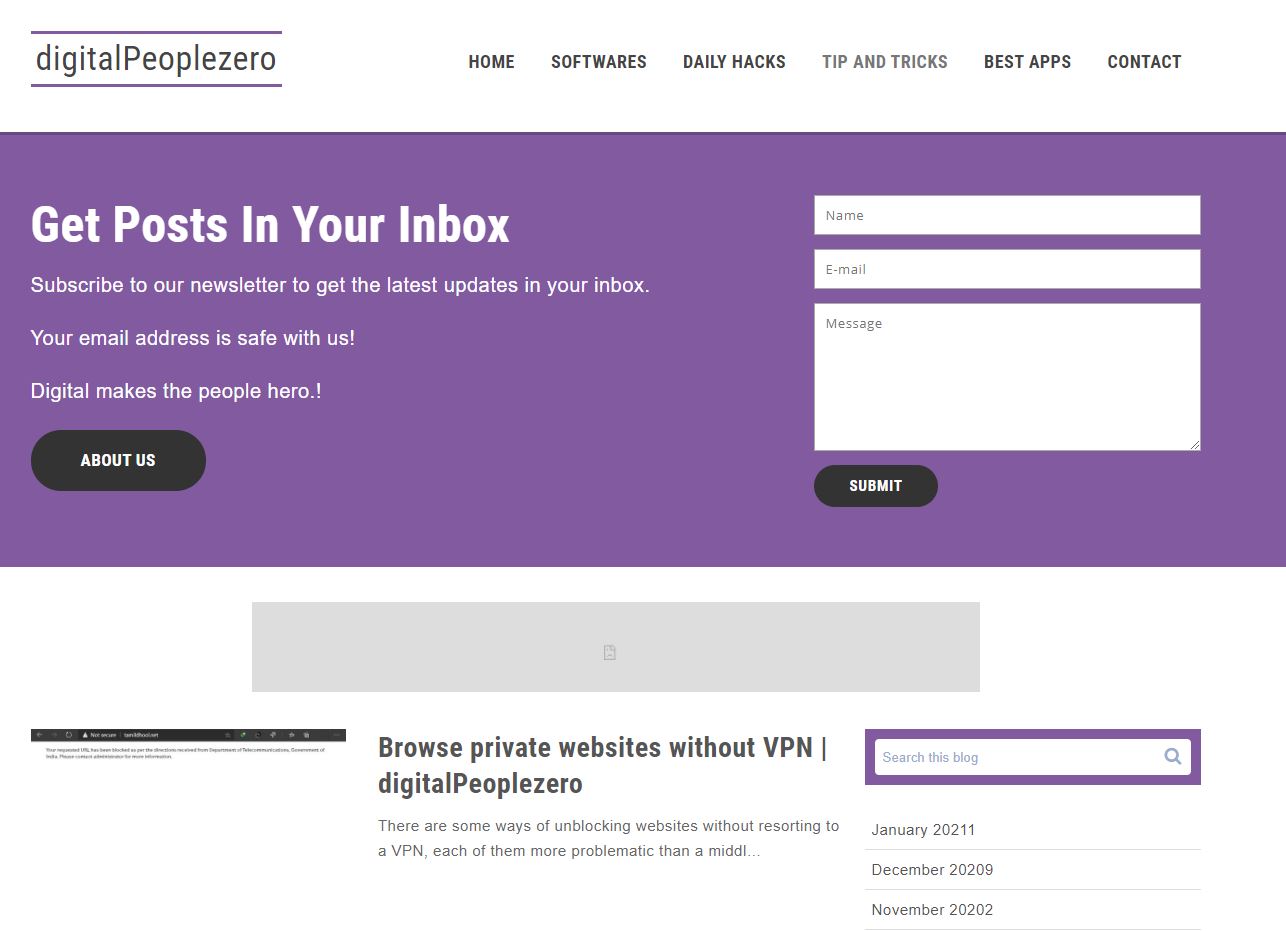 digitalPeoplezero
HOME SOFTWARES DAILY HACKS TIP AND TRICKS BEST APPS CONTACT
Get Posts In Your Inbox
Subscribe to our newsletter to get the latest updates in your inbox.
Your email address is safe with us!
Digital makes the people hero.!
ABOUT US
Name
E-mail
Message
SUBMIT
Not secure tamildhool.net
Your requested URL has been blocked as per the directions received from Department of Telecommunications, Government of
India. Please contact administrator for more information.
Browse private websites without VPN |
digitalPeoplezero
There are some ways of unblocking websites without resorting to
a VPN, each of them more problematic than a middl...
Search this blog
January 20211
December 20209
November 20202